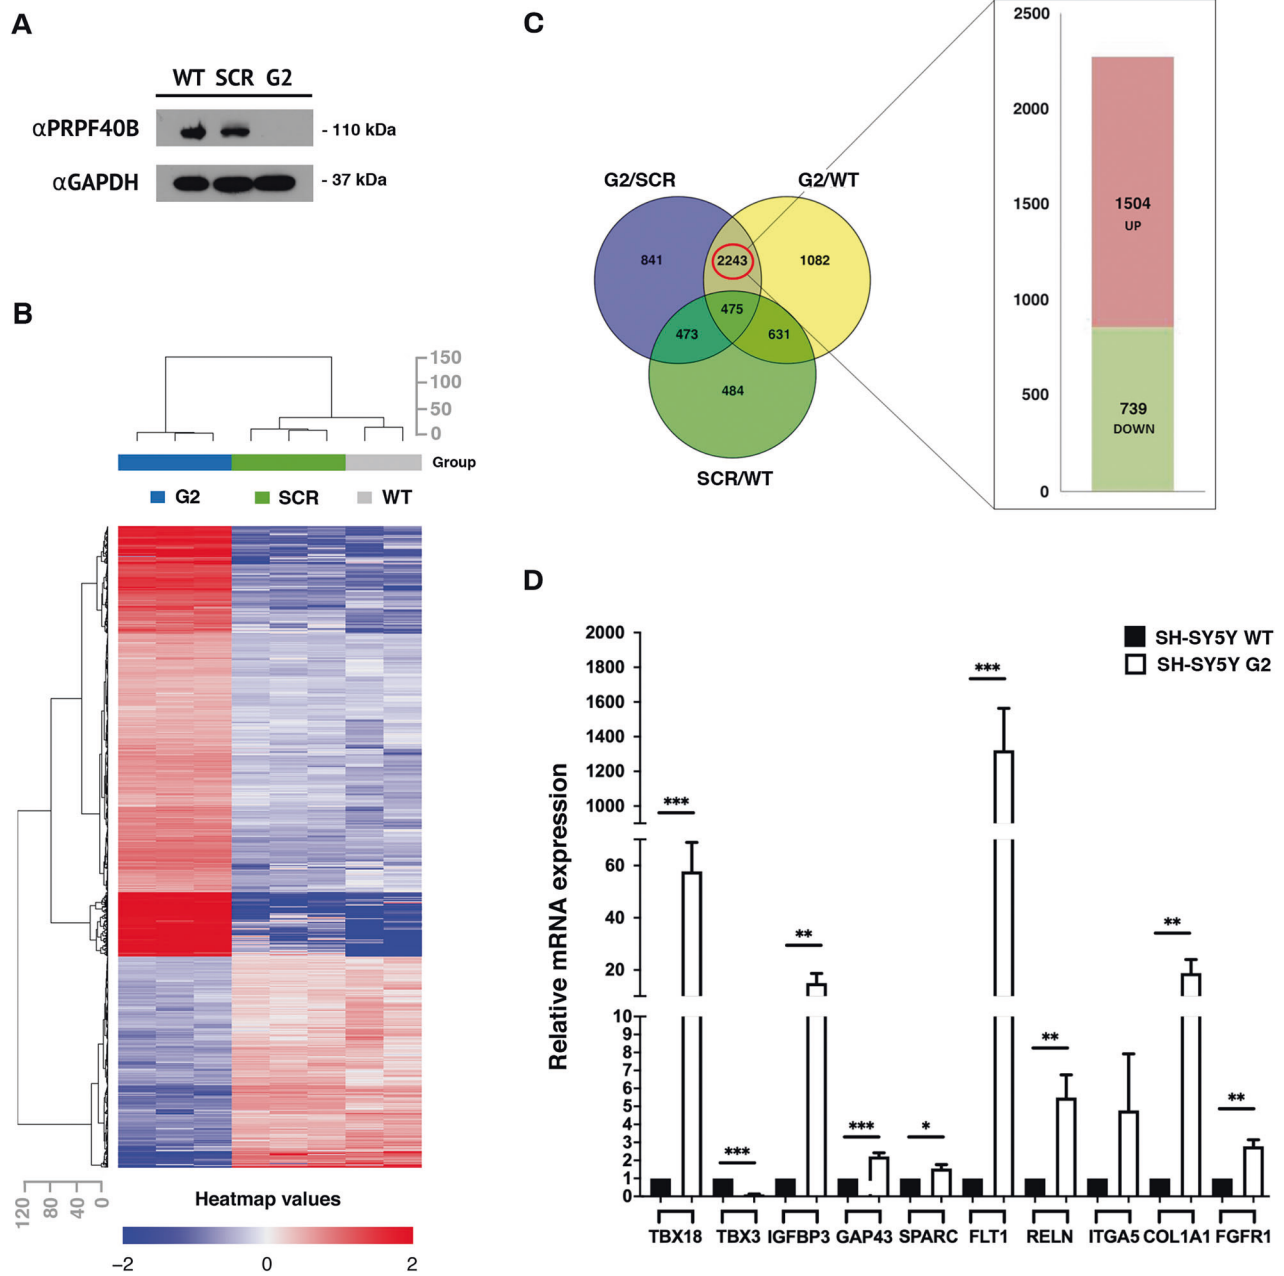 A
WT SCR G2
αPRPF40B
- 110 kDa
αGAPDH
- 37 kDa
B
150
100
50
0
Group
G2
SCR
WT
120
80
40
0
Heatmap values
−2
0
2
C
G2/SCR
G2/WT
841
2243
1082
475
473
631
484
SCR/WT
2500
2000
1500
1000
500
0
1504
UP
739
DOWN
D
SH-SY5Y WT
SH-SY5Y G2
Relative mRNA expression
2000
1800
1600
1400
1200
1000
60
40
20
10
9
8
7
6
5
4
3
2
1
0
***
***
**
***
*
***
**
**
**
TBX18 TBX3 IGFBP3 GAP43 SPARC FLT1 RELN ITGA5 COL1A1 FGFR1